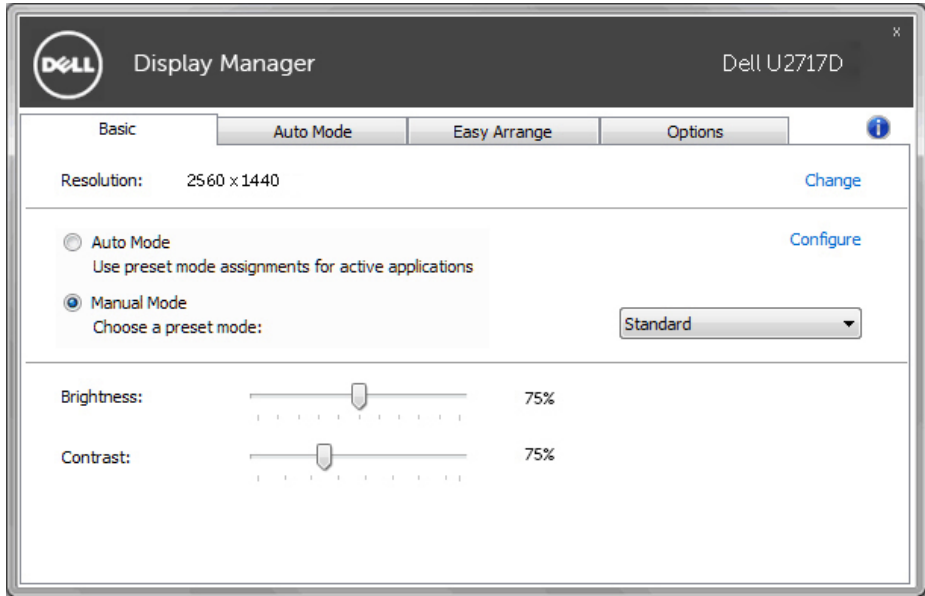 DELL Display Manager Dell U2717D x
Basic Auto Mode Easy Arrange Options i
Resolution: 2560 x 1440 Change
Auto Mode Configure
Use preset mode assignments for active applications
Manual Mode
Choose a preset mode: Standard
Brightness: 75%
Contrast: 75%